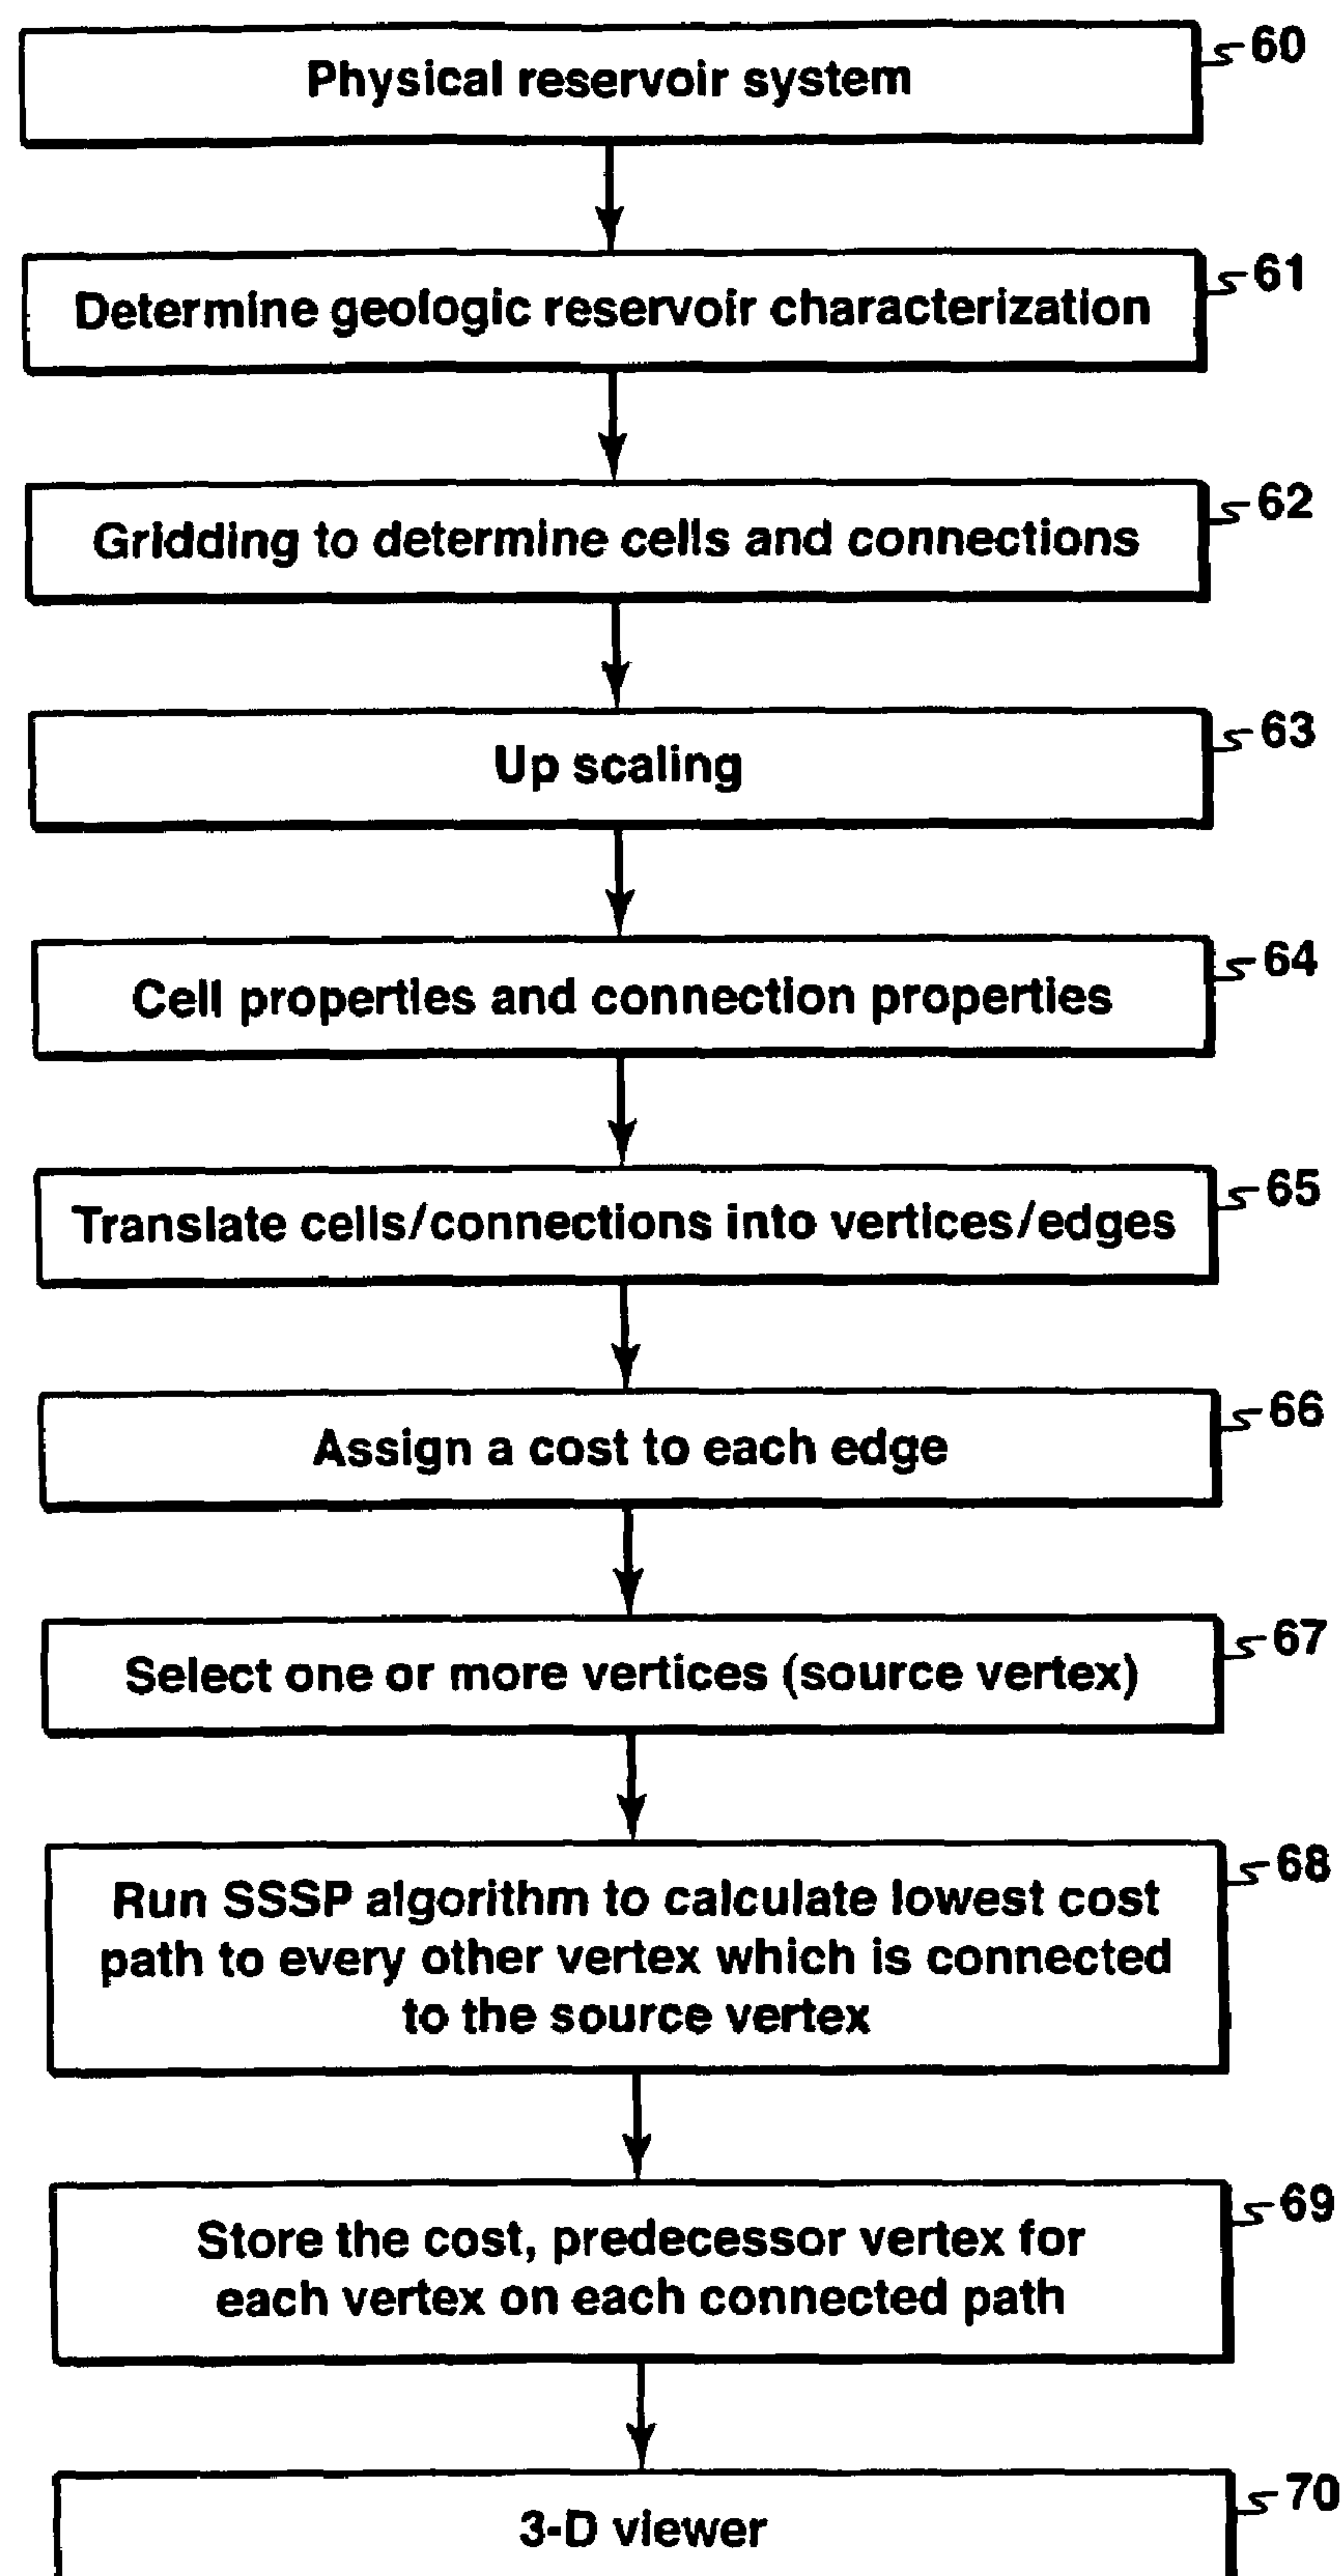 Physical reservoir system
60
Determine geologic reservoir characterization
61
Gridding to determine cells and connections
62
Up scaling
63
Cell properties and connection properties
64
Translate cells/connections into vertices/edges
65
Assign a cost to each edge
66
Select one or more vertices (source vertex)
67
Run SSSP algorithm to calculate lowest cost
path to every other vertex which is connected
to the source vertex
68
Store the cost, predecessor vertex for
each vertex on each connected path
69
3-D viewer
70